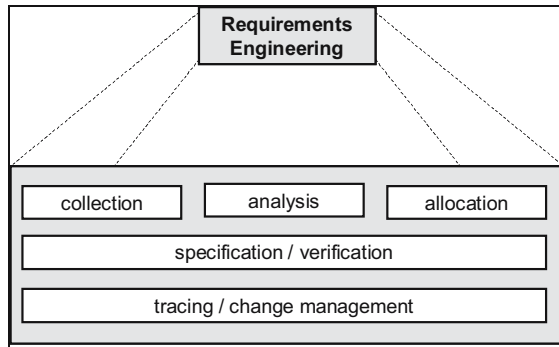 Requirements
Engineering
collection
analysis
allocation
specification / verification
tracing / change management